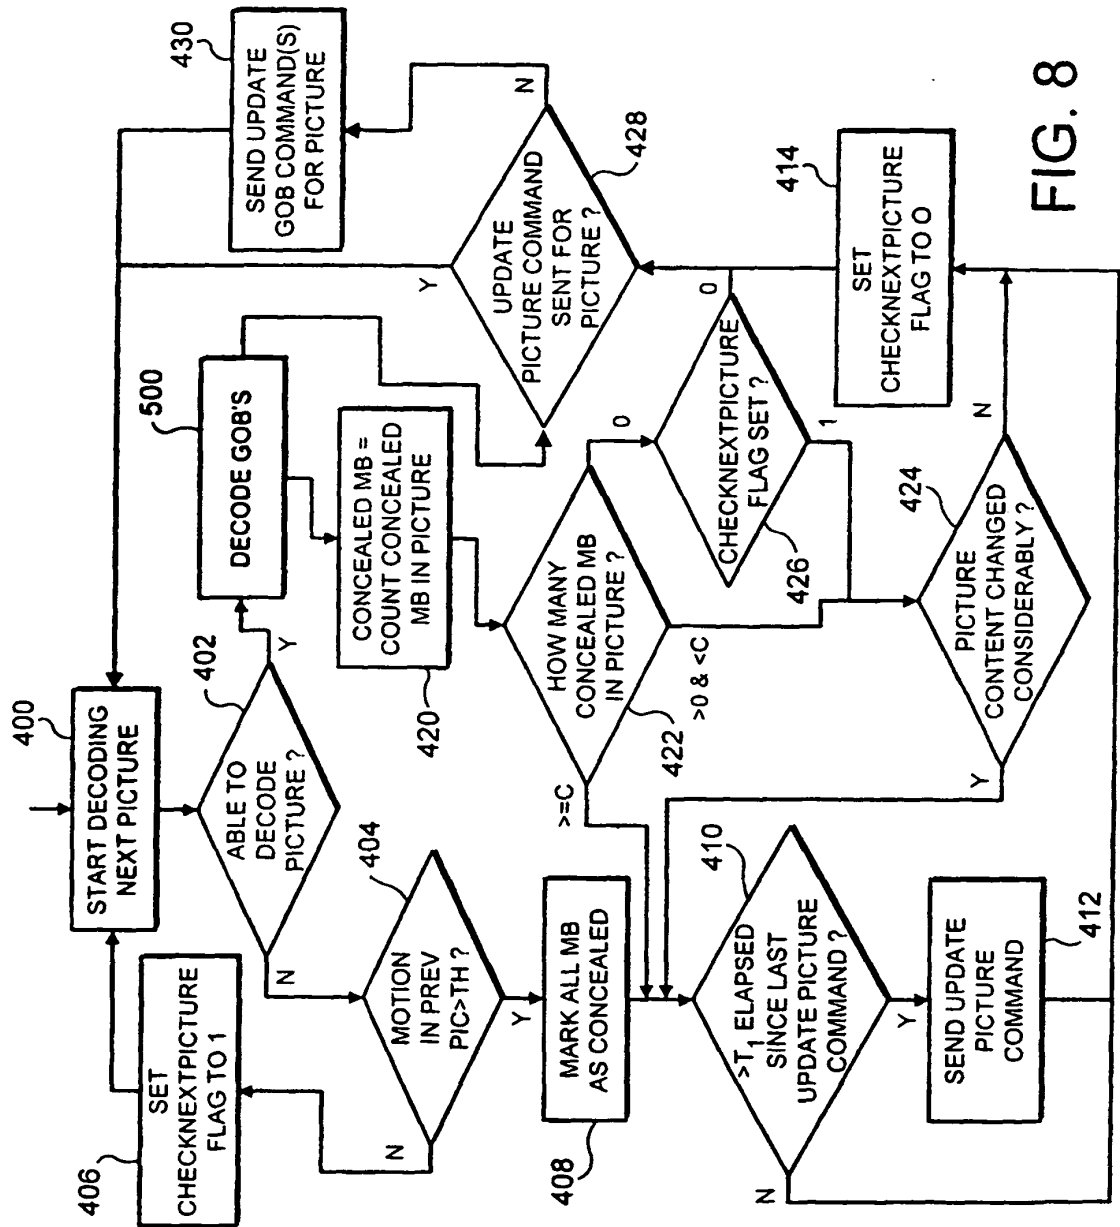 430
SEND UPDATE
GOB COMMAND(S)
FOR PICTURE
N
428
UPDATE
PICTURE COMMAND
SENT FOR
PICTURE ?
Y
500
DECODE GOB'S
CONCEALED MB =
COUNT CONCEALED
MB IN PICTURE
420
400
START DECODING
NEXT PICTURE
402
ABLE TO
DECODE
PICTURE ?
Y
N
404
MOTION
IN PREV
PIC>TH ?
Y
N
SET
CHECKNEXTPICTURE
FLAG TO 1
406
MARK ALL MB
AS CONCEALED
408
HOW MANY
CONCEALED MB
IN PICTURE ?
422
>=C
>0 & <C
0
CHECKNEXTPICTURE
FLAG SET ?
426
0
1
414
SET
CHECKNEXTPICTURE
FLAG TO 0
424
PICTURE
CONTENT CHANGED
CONSIDERABLY ?
N
Y
410
>T1 ELAPSED
SINCE LAST
UPDATE PICTURE
COMMAND ?
Y
N
SEND UPDATE
PICTURE
COMMAND
412
FIG. 8